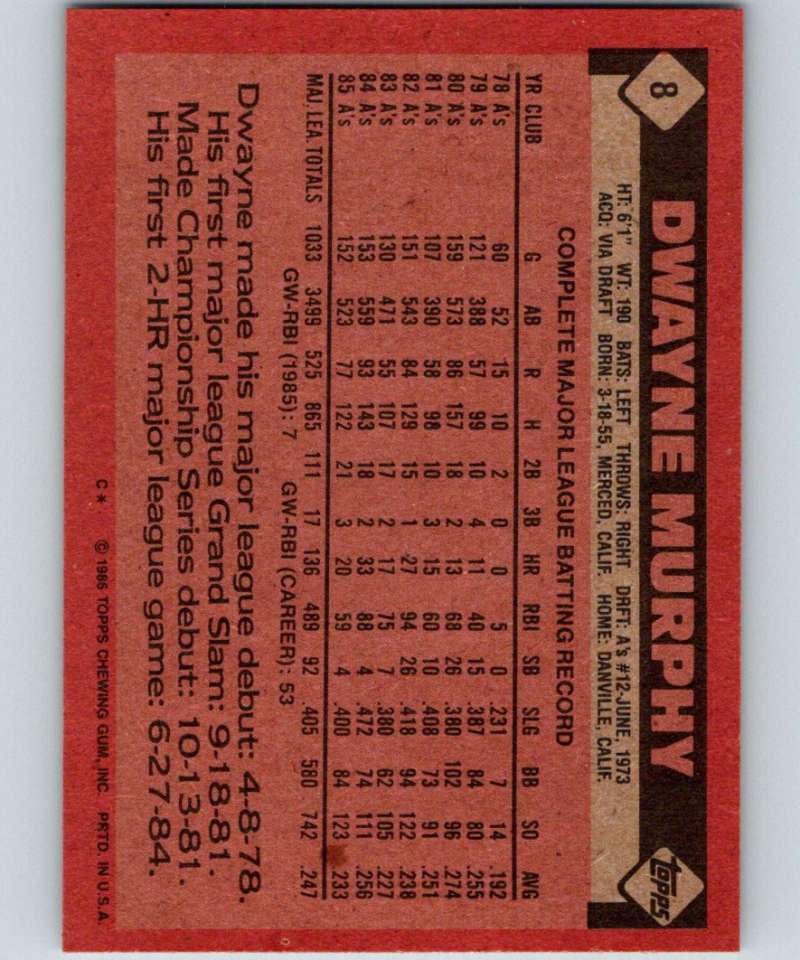 8
DWAYNE MURPHY
TOPPS
HT: 6'1" WT: 190 BATS: LEFT THROWS: RIGHT DRFT: A's #12-JUNE, 1973
ACQ: VIA DRAFT BORN: 3-18-55, MERCED, CALIF. HOME: DANVILLE, CALIF.
COMPLETE MAJOR LEAGUE BATTING RECORD
YR CLUB G AB R H 2B 3B HR RBI SB SLG BB SO AVG
78 A's 60 52 15 10 2 0 0 5 0 .231 7 14 .192
79 A's 121 388 57 99 10 4 11 40 15 .387 84 80 .255
80 A's 159 573 86 157 18 2 13 68 26 .380 102 96 .274
81 A's 107 390 58 98 10 3 15 60 10 .408 73 91 .251
82 A's 151 543 84 129 15 1 27 94 26 .418 94 122 .238
83 A's 130 471 55 107 17 2 17 75 7 .380 62 105 .227
84 A's 153 559 93 143 18 2 33 88 4 .472 74 111 .256
85 A's 152 523 77 122 21 3 20 59 4 .400 84 123 .233
MAJ. LEA. TOTALS 1033 3499 525 865 111 17 136 489 92 .405 580 742 .247
GW-RBI (1985): 7 GW-RBI (CAREER): 53
Dwayne made his major league debut: 4-8-78.
His first major league Grand Slam: 9-18-81.
Made Championship Series debut: 10-13-81.
His first 2-HR major league game: 6-27-84.
C* © 1986 TOPPS CHEWING GUM, INC. PRTD. IN U.S.A.